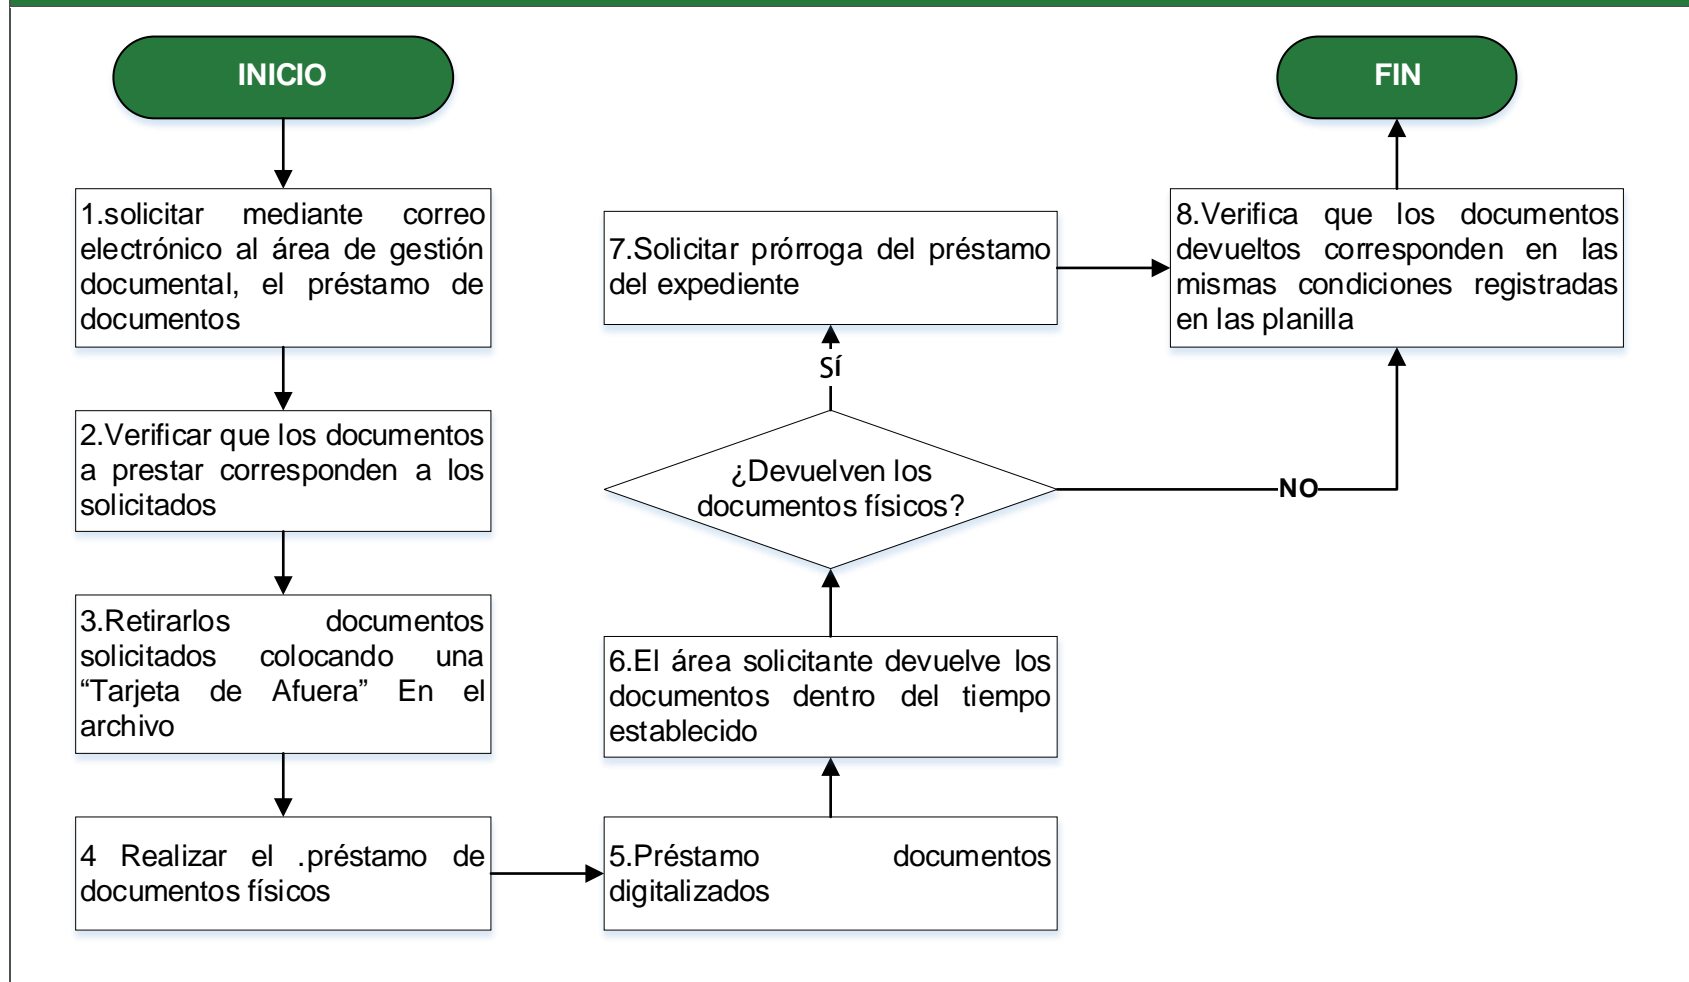 INICIO
1.solicitar mediante correo
electrónico al área de gestión
documental, el préstamo de
documentos
2.Verificar que los documentos
a prestar corresponden a los
solicitados
3.Retirarlos documentos
solicitados colocando una
“Tarjeta de Afuera” En el
archivo
4 Realizar el .préstamo de
documentos físicos
5.Préstamo documentos
digitalizados
6.El área solicitante devuelve los
documentos dentro del tiempo
establecido
¿Devuelven los
documentos físicos?
SÍ
NO
7.Solicitar prórroga del préstamo
del expediente
8.Verifica que los documentos
devueltos corresponden en las
mismas condiciones registradas
en las planilla
FIN